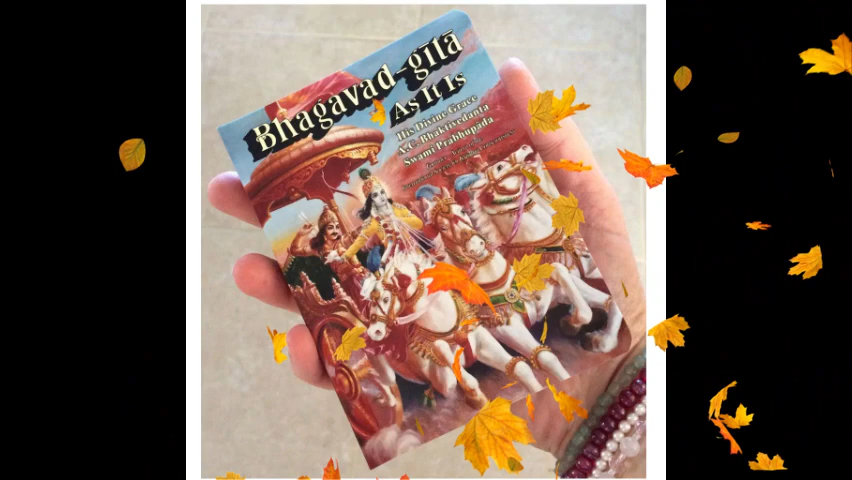 Bhagavad-gītā
As It Is
His Divine Grace
A.C. Bhaktivedanta
Swami Prabhupāda